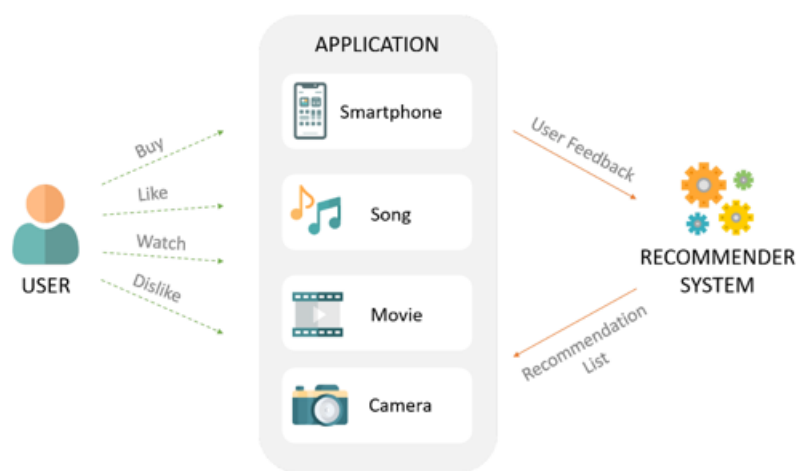 APPLICATION
Smartphone
Buy
User Feedback
Like
Song
Watch
USER
Dislike
RECOMMENDER
SYSTEM
Movie
Recommendation
List
Camera